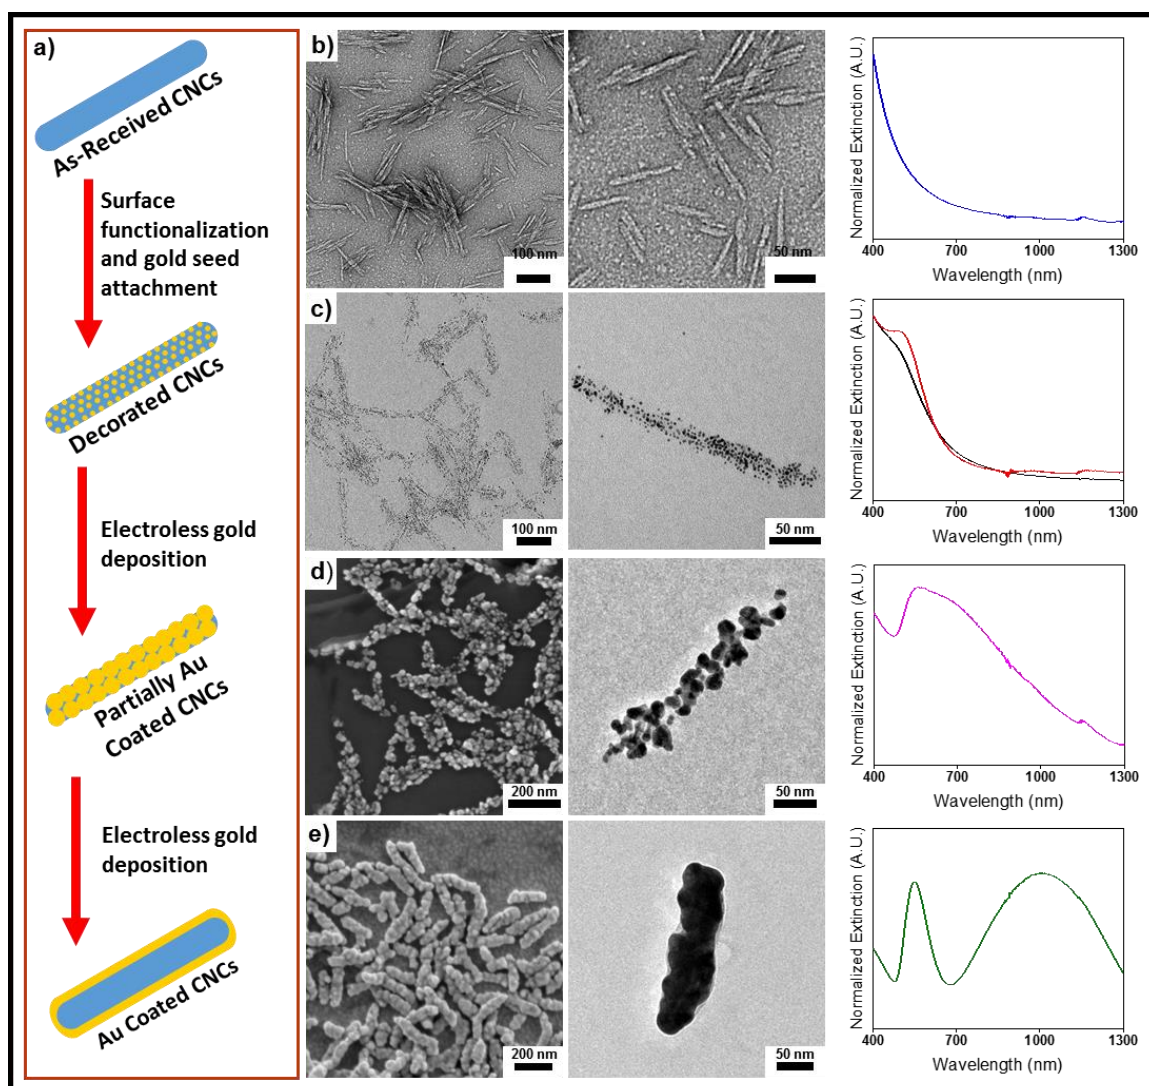 a)
As-Received CNCs
Surface
functionalization
and gold seed
attachment
Decorated CNCs
Electroless gold
deposition
Partially Au
Coated CNCs
Electroless gold
deposition
Au Coated CNCs
b)
100 nm
50 nm
Normalized Extinction (A.U.)
400
700
1000
1300
Wavelength (nm)
c)
100 nm
50 nm
Normalized Extinction (A.U.)
400
700
1000
1300
Wavelength (nm)
d)
200 nm
50 nm
Normalized Extinction (A.U.)
400
700
1000
1300
Wavelength (nm)
e)
200 nm
50 nm
Normalized Extinction (A.U.)
400
700
1000
1300
Wavelength (nm)